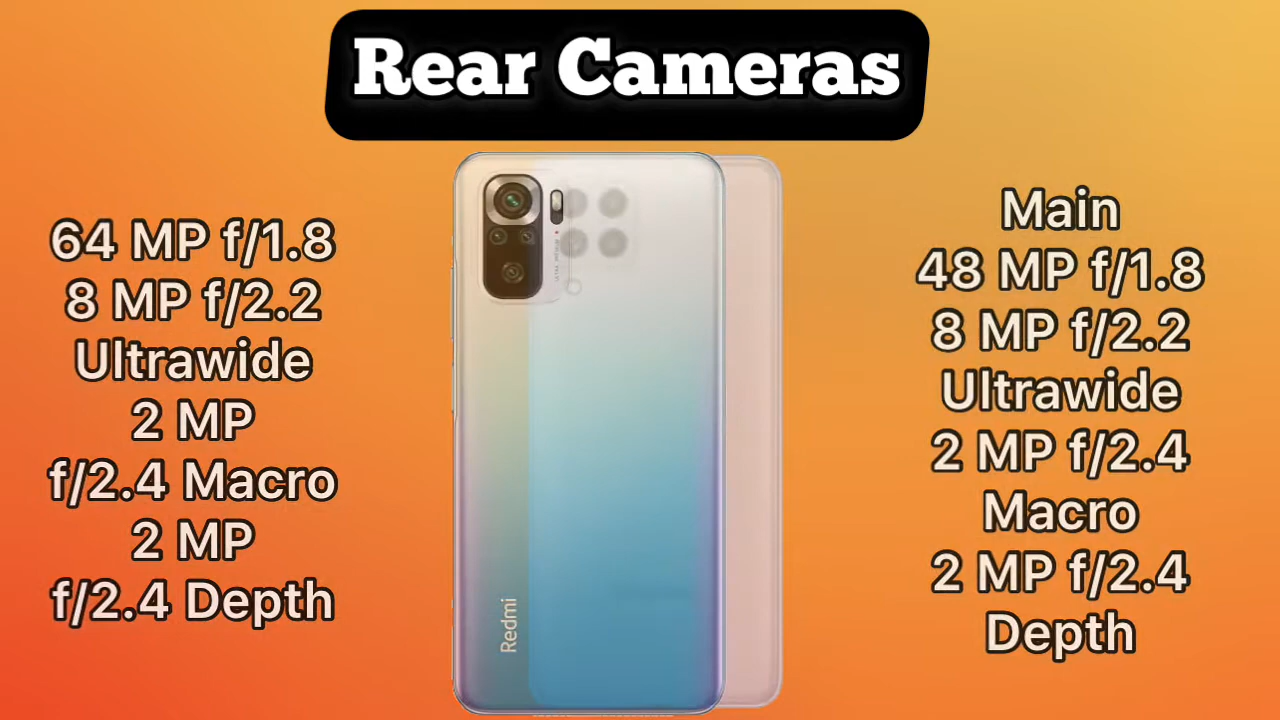 Rear Cameras
64 MP f/1.8
8 MP f/2.2
Ultrawide
2 MP
f/2.4 Macro
2 MP
f/2.4 Depth
Redmi
Main
48 MP f/1.8
8 MP f/2.2
Ultrawide
2 MP f/2.4
Macro
2 MP f/2.4
Depth